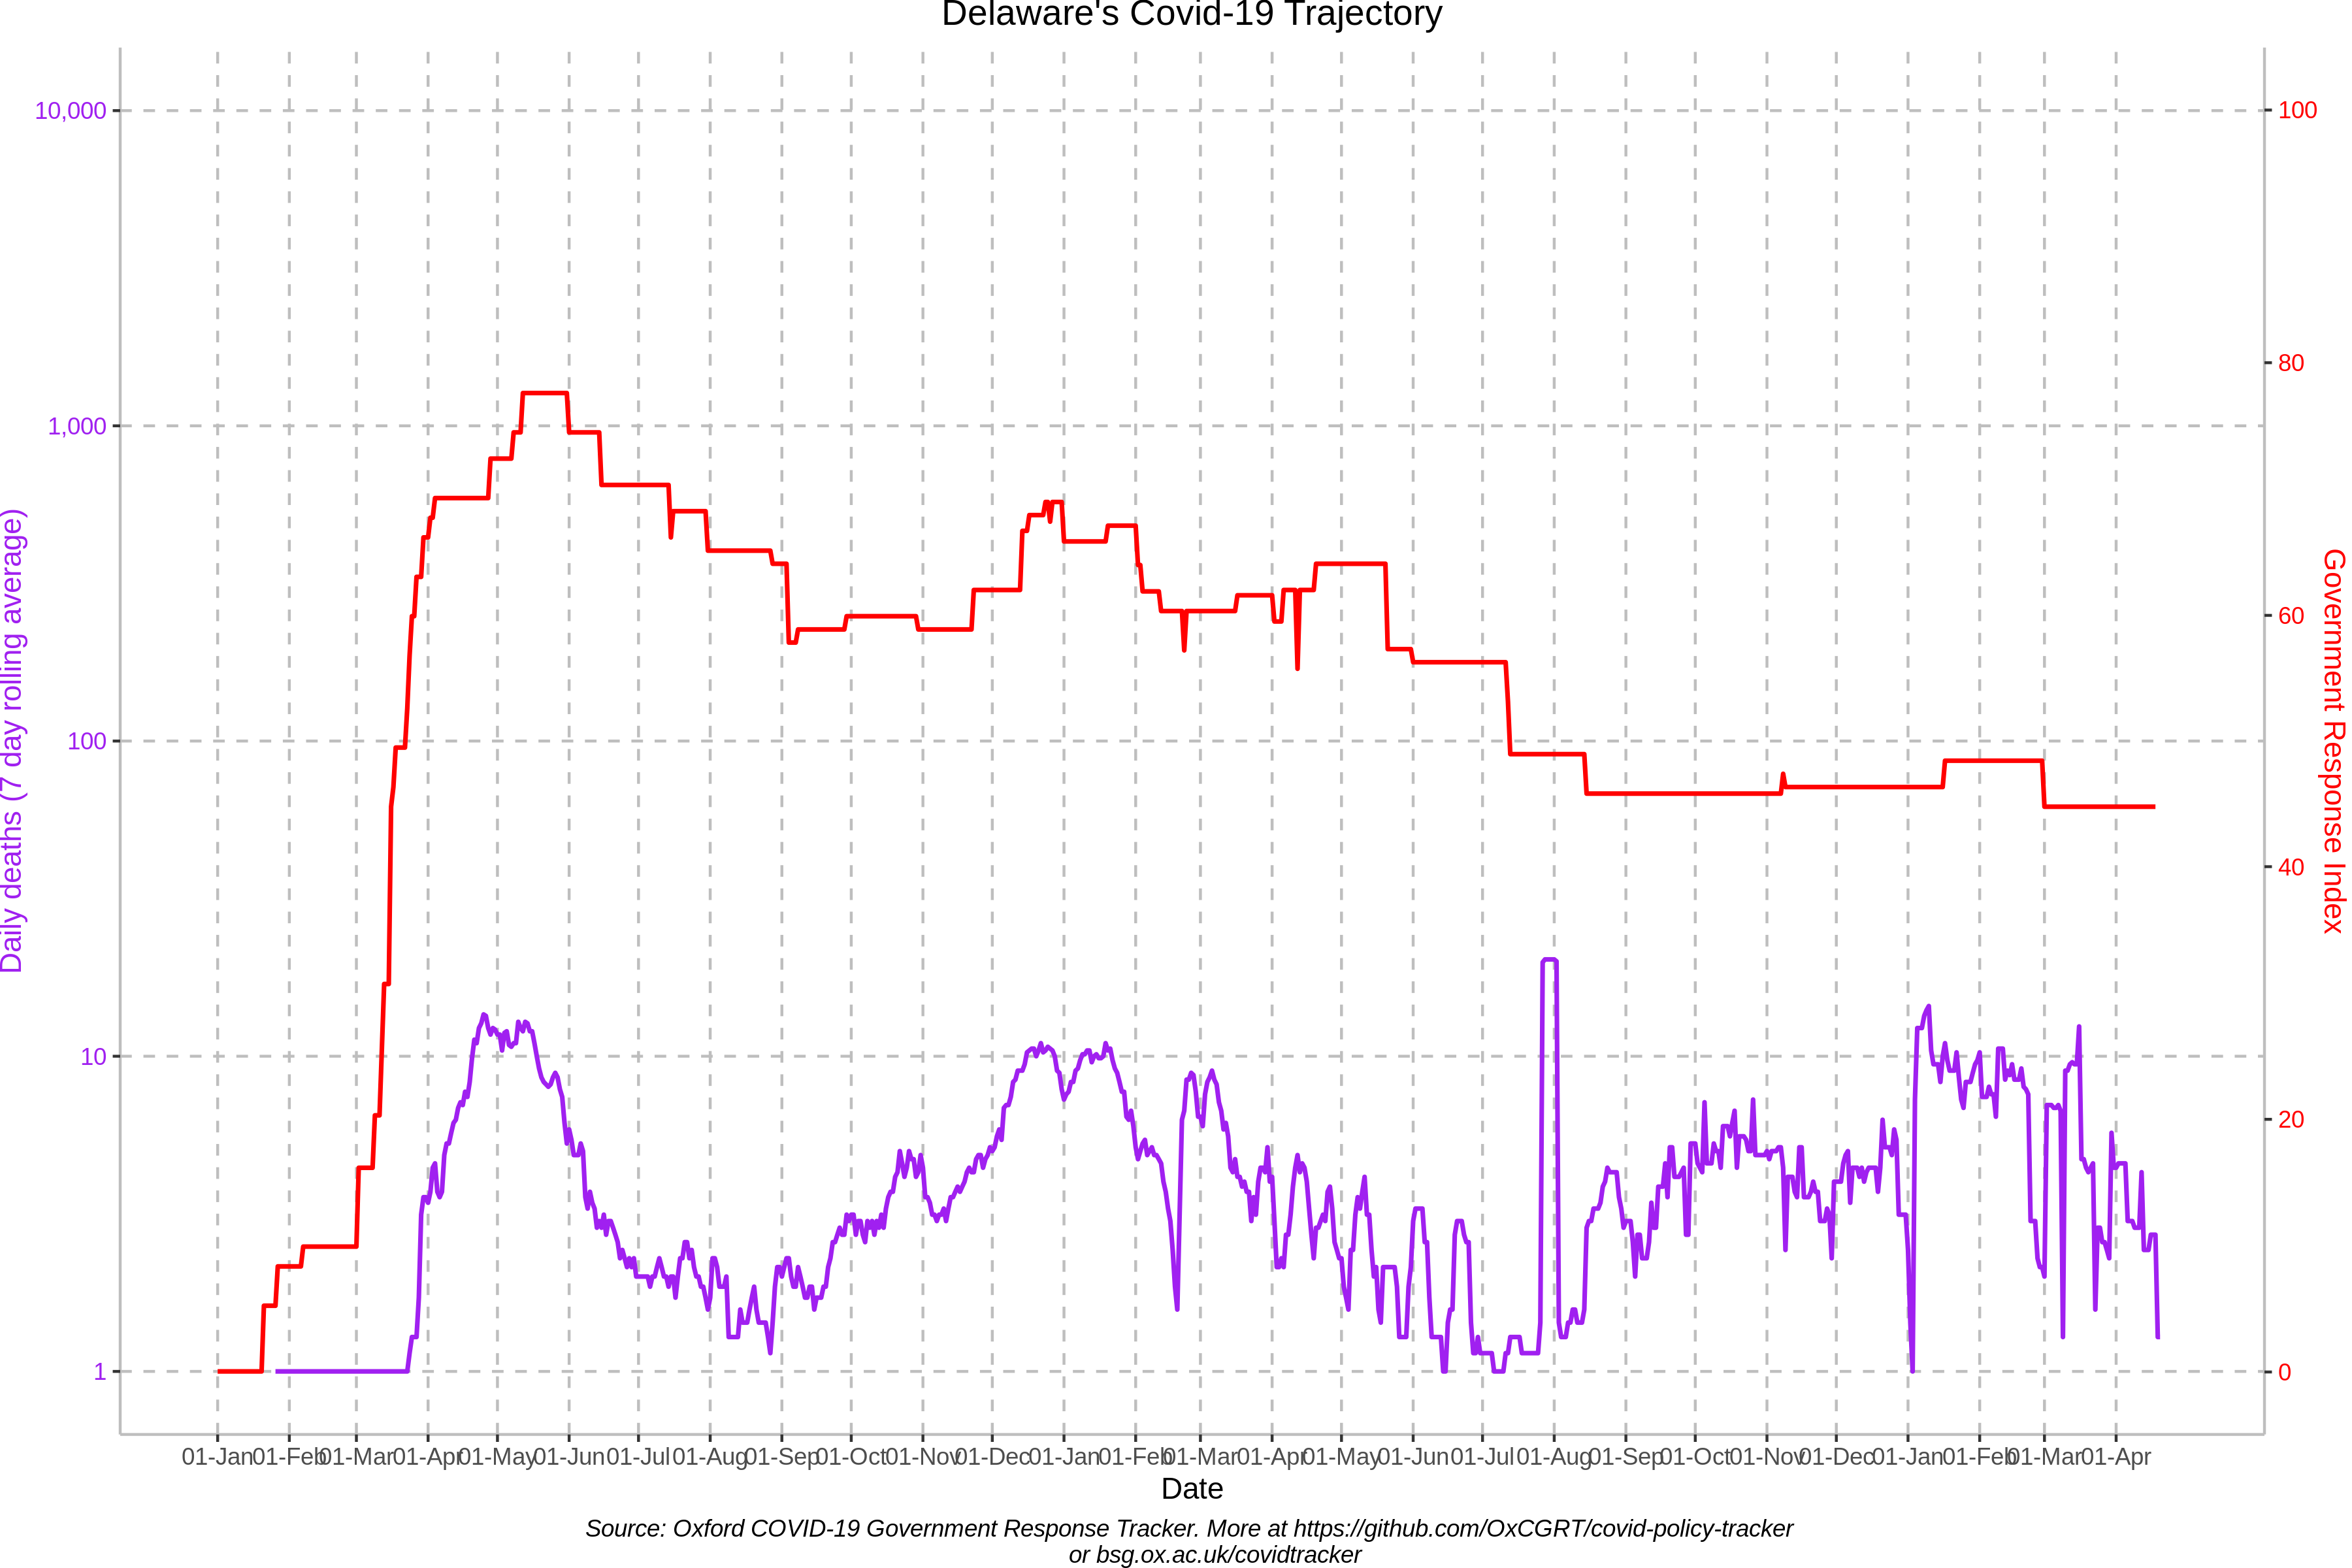 Delaware's Covid-19 Trajectory
10,000
1,000
100
10
1
Daily deaths (7 day rolling average)
100
80
60
40
20
0
Government Response Index
01-Jan 01-Feb 01-Mar 01-Apr 01-May 01-Jun 01-Jul 01-Aug 01-Sep 01-Oct 01-Nov 01-Dec 01-Jan 01-Feb 01-Mar 01-Apr 01-May 01-Jun 01-Jul 01-Aug 01-Sep 01-Oct 01-Nov 01-Dec 01-Jan 01-Feb 01-Mar 01-Apr
Date
Source: Oxford COVID-19 Government Response Tracker. More at https://github.com/OxCGRT/covid-policy-tracker
or bsg.ox.ac.uk/covidtracker